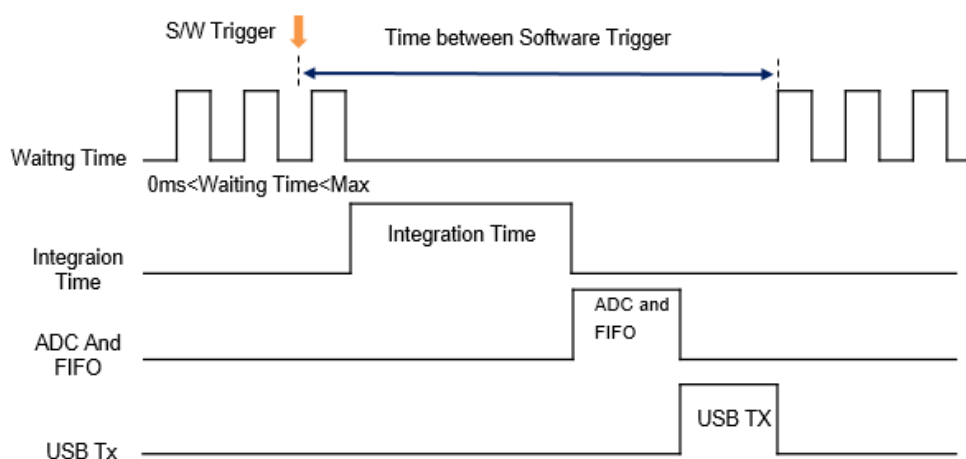 S/W Trigger
Time between Software Trigger
Waitng Time
0ms<Waiting Time<Max
Integration Time
Integraion
Time
ADC and
FIFO
ADC And
FIFO
USB TX
USB Tx